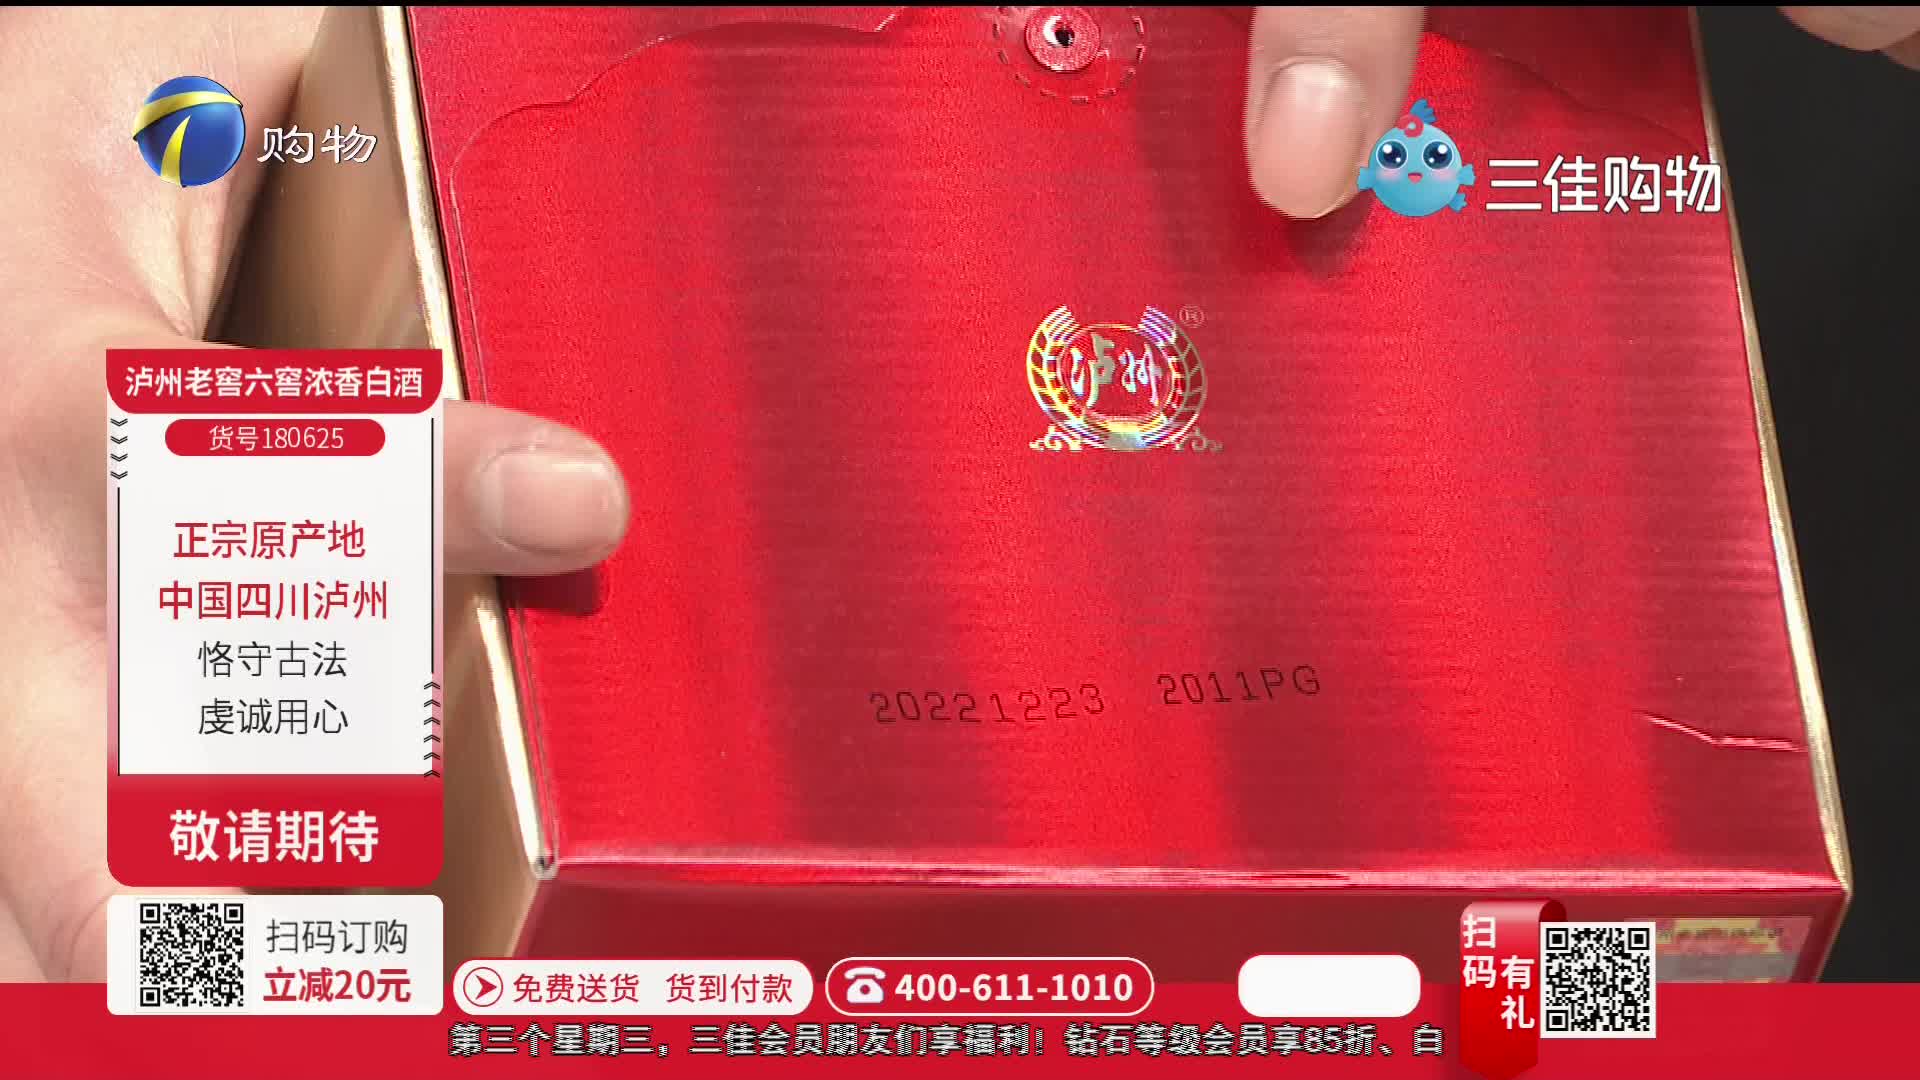 购物
三佳购物
泸州
®
20221223 2011PG
泸州老窖六窖浓香白酒
货号180625
正宗原产地
中国四川泸州
恪守古法
虔诚用心
敬请期待
扫码订购
立减20元
免费送货 货到付款
400-611-1010
扫码
有礼
第三个星期三，三佳会员朋友们享福利！钻石等级会员享85折、白